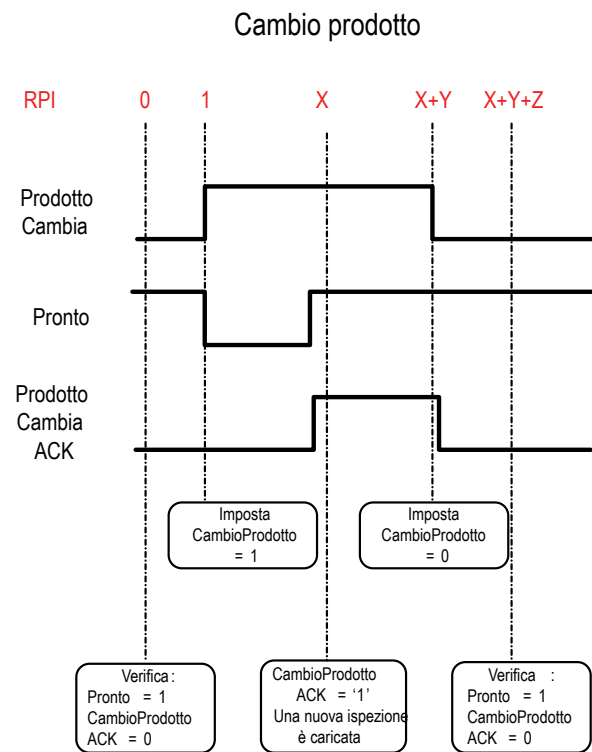 Cambio prodotto
RPI 0 1 X X+Y X+Y+Z
Prodotto
Cambia
Pronto
Prodotto
Cambia
ACK
Imposta
CambioProdotto
= 1
Imposta
CambioProdotto
= 0
Verifica :
Pronto = 1
CambioProdotto
ACK = 0
CambioProdotto
ACK = ‘1’
Una nuova ispezione
è caricata
Verifica :
Pronto = 1
CambioProdotto
ACK = 0